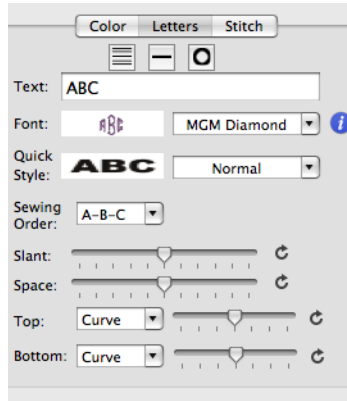 Color Letters Stitch
Text: ABC
Font: ABC MGM Diamond i
Quick
Style: ABC Normal
Sewing
Order: A-B-C
Slant:
Space:
Top: Curve
Bottom: Curve